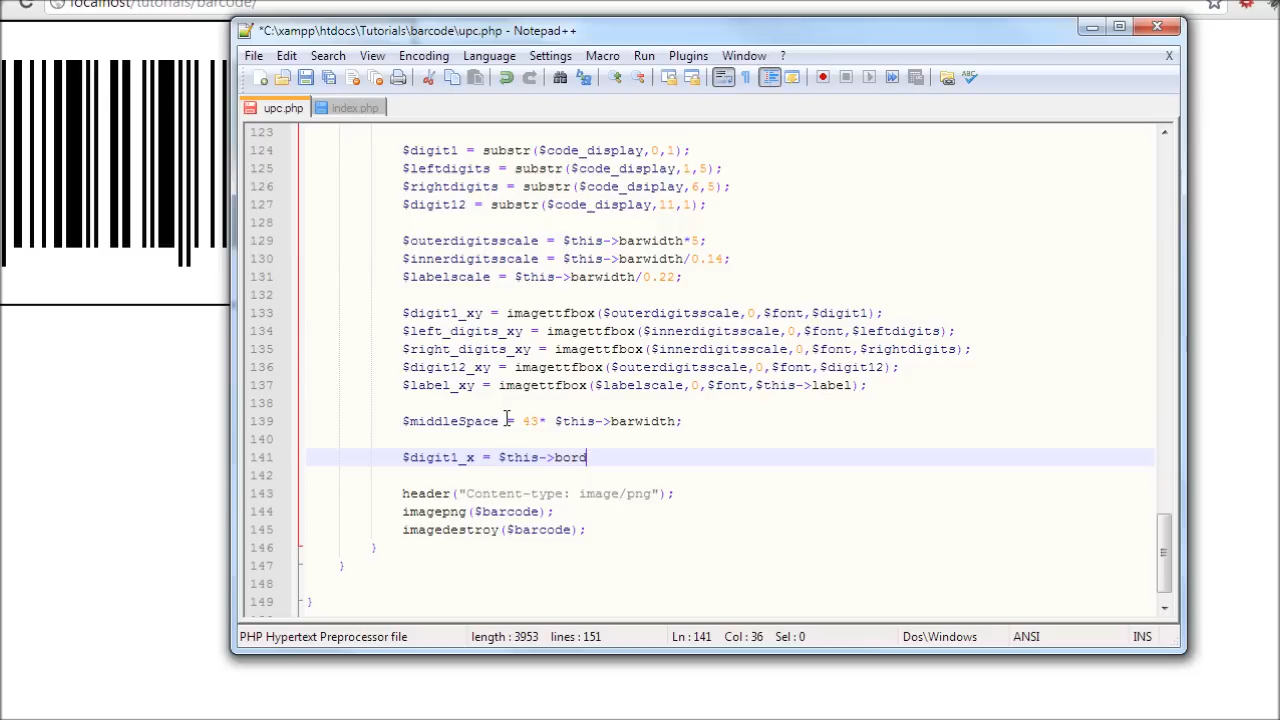 localhost/tutorials/barcode/
*C:\xampp\htdocs\Tutorials\barcode\upc.php - Notepad++
File Edit Search View Encoding Language Settings Macro Run Plugins Window ? X
upc.php index.php
123
124 $digit1 = substr($code_display,0,1);
125 $leftdigits = substr($code_display,1,5);
126 $rightdigits = substr($code_dsiplay,6,5);
127 $digit12 = substr($code_display,11,1);
128
129 $outerdigitsscale = $this->barwidth*5;
130 $innerdigitsscale = $this->barwidth/0.14;
131 $labelscale = $this->barwidth/0.22;
132
133 $digit1_xy = imagettfbox($outerdigitsscale,0,$font,$digit1);
134 $left_digits_xy = imagettfbox($innerdigitsscale,0,$font,$leftdigits);
135 $right_digits_xy = imagettfbox($innerdigitsscale,0,$font,$rightdigits);
136 $digit12_xy = imagettfbox($outerdigitsscale,0,$font,$digit12);
137 $label_xy = imagettfbox($labelscale,0,$font,$this->label);
138
139 $middleSpace = 43* $this->barwidth;
140
141 $digit1_x = $this->bord
142
143 header("Content-type: image/png");
144 imagepng($barcode);
145 imagedestroy($barcode);
146 }
147 }
148
149 }
PHP Hypertext Preprocessor file length : 3953 lines : 151 Ln : 141 Col : 36 Sel : 0 Dos\Windows ANSI INS